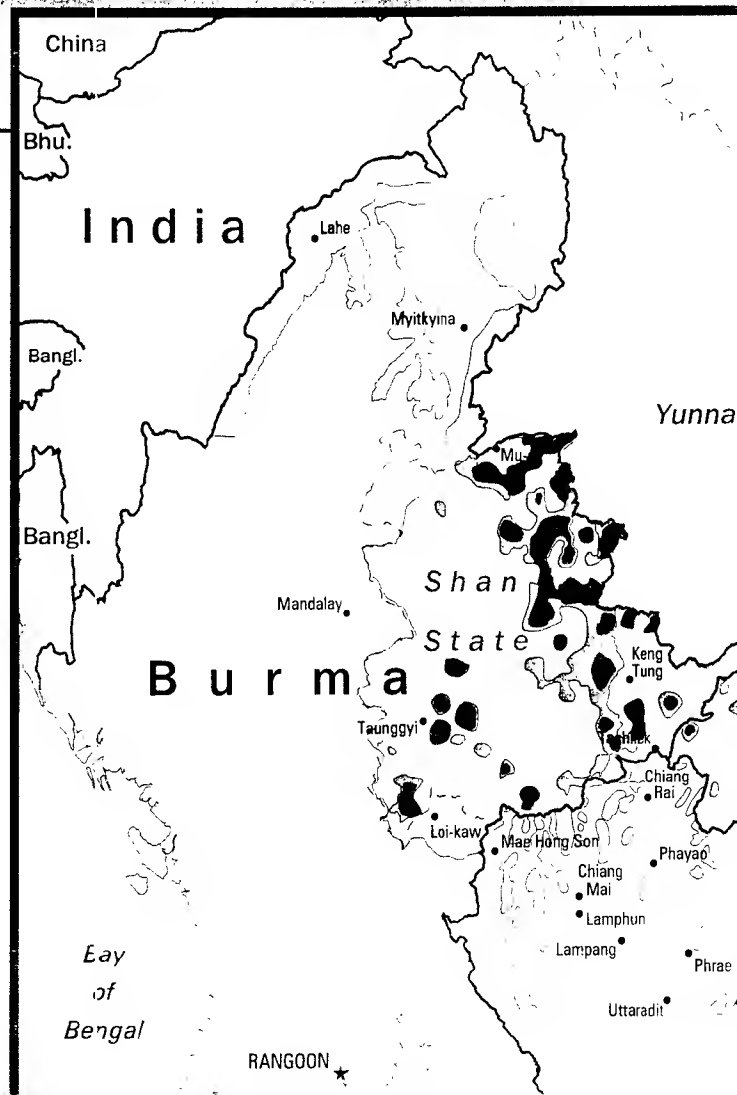 China
Bhu.
India
Lahe
Myitkyina
Bangl.
Yunna
Mu-
Bangl.
Shan
Mandalay
State
Burma
Keng
Tung
Taunggyi
Chiang
Rai
Loi-kaw
Mae Hong Son
Phayao
Chiang
Mai
Lamphun
Lampang
Phrae
Eay
of
Bengal
Uttaradit
RANGOON